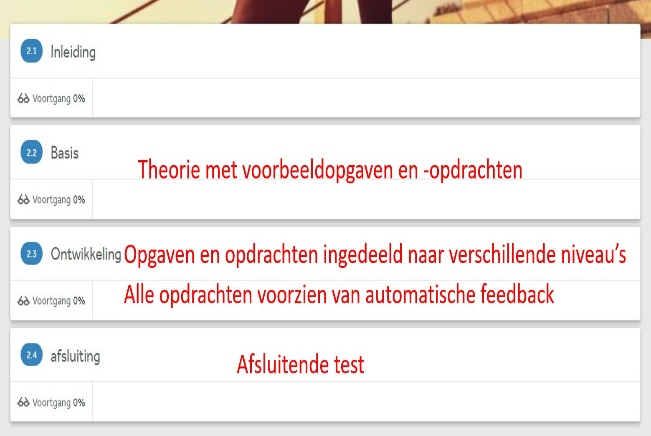 2.1 Inleiding
Voortgang 0%
2.2 Basis
Theorie met voorbeeldopgaven en -opdrachten
Voortgang 0%
2.3 Ontwikkeling Opgaven en opdrachten ingedeeld naar verschillende niveau's
Voortgang 0% Alle opdrachten voorzien van automatische feedback
2.4 afsluiting
Afsluitende test
Voortgang 0%